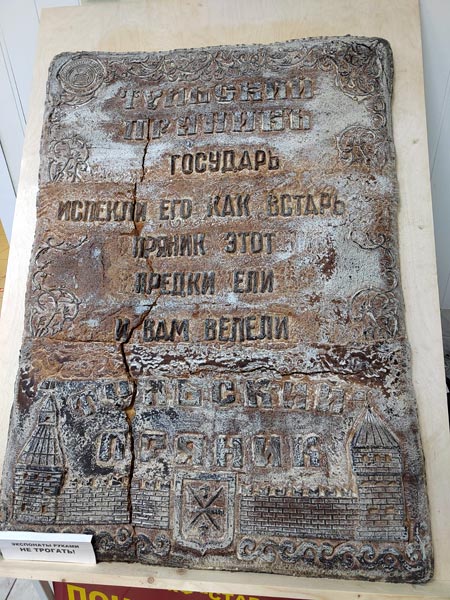 ТУЛЬСКИЙ
ПРЯНИКЪ
ГОСУДАРЬ
ИСПЕКЛИ ЕГО КАК ВСТАРЬ
ПРЯНИК ЭТОТ
ПРЕДКИ ЕЛИ
И ВАМ ВЕЛЕЛИ
ТУЛЬСКИЙ
ПРЯНИК
ЭКСПОНАТЫ РУКАМИ
НЕ ТРОГАТЬ!